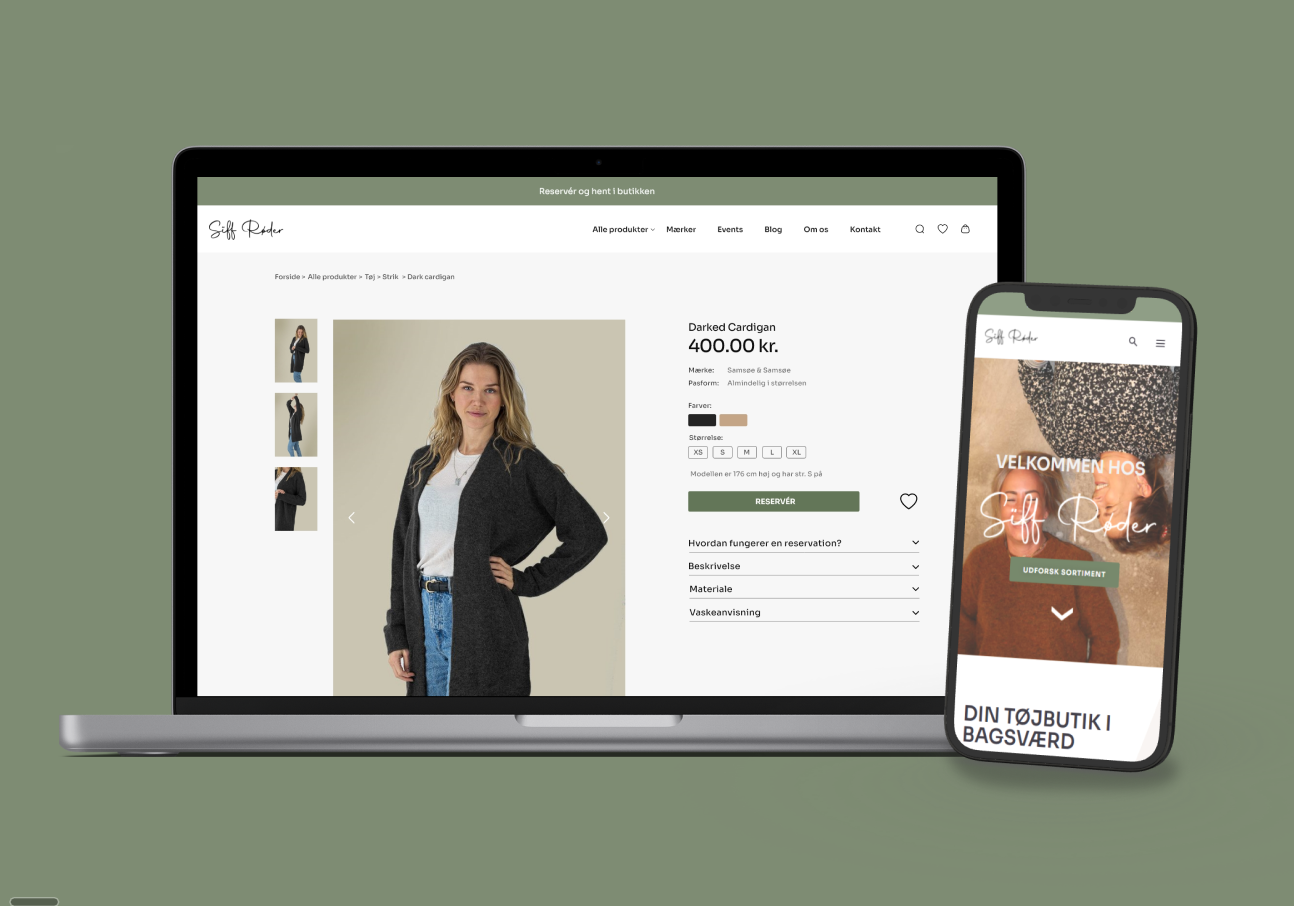 Reservér og hent i butikken
Siff Røder
Alle produkter Mærker Events Blog Om os Kontakt
Forside > Alle produkter > Tøj > Strik > Dark cardigan
Darked Cardigan
400.00 kr.
Mærke: Samsøe & Samsøe
Pasform: Almindelig i størrelsen
Farver:
Størrelse:
XS S M L XL
Modellen er 176 cm høj og har str. S på
RESERVÉR
Hvordan fungerer en reservation?
Beskrivelse
Materiale
Vaskeanvisning
Siff Røder
VELKOMMEN HOS
Siff Røder
UDFORSK SORTIMENT
DIN TØJBUTIK I
BAGSVÆRD